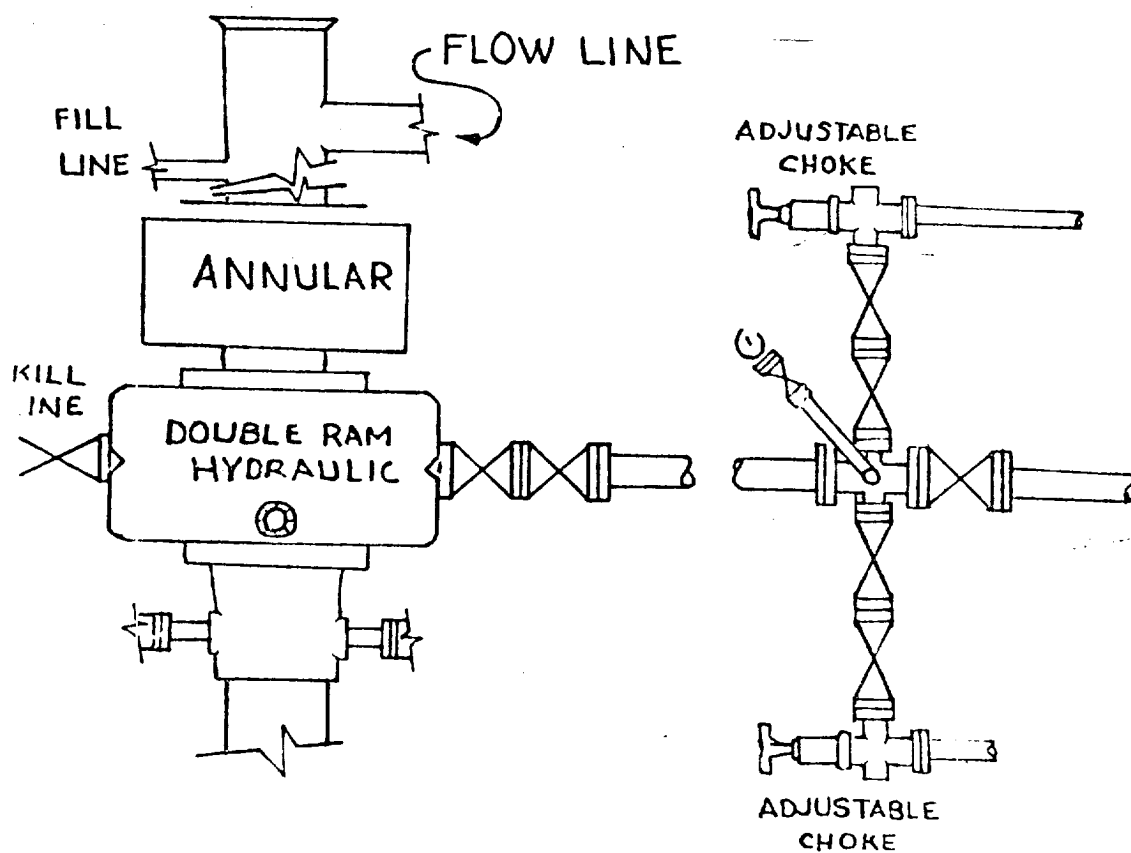 FLOW LINE
FILL
LINE
ADJUSTABLE
CHOKE
ANNULAR
KILL
INE
DOUBLE RAM
HYDRAULIC
ADJUSTABLE
CHOKE